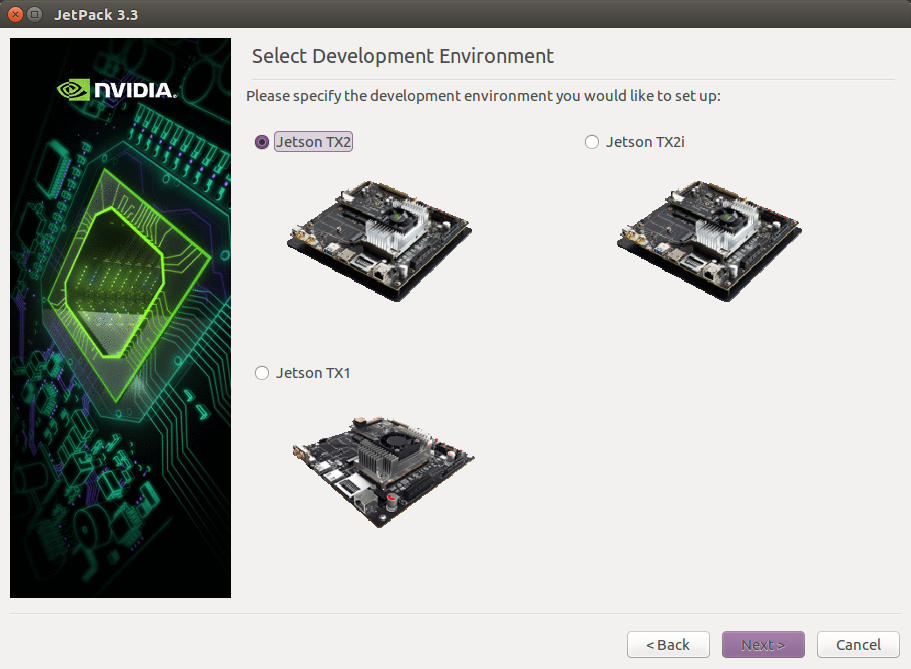 JetPack 3.3
NVIDIA.
Select Development Environment
Please specify the development environment you would like to set up:
Jetson TX2
Jetson TX2i
Jetson TX1
< Back
Next >
Cancel